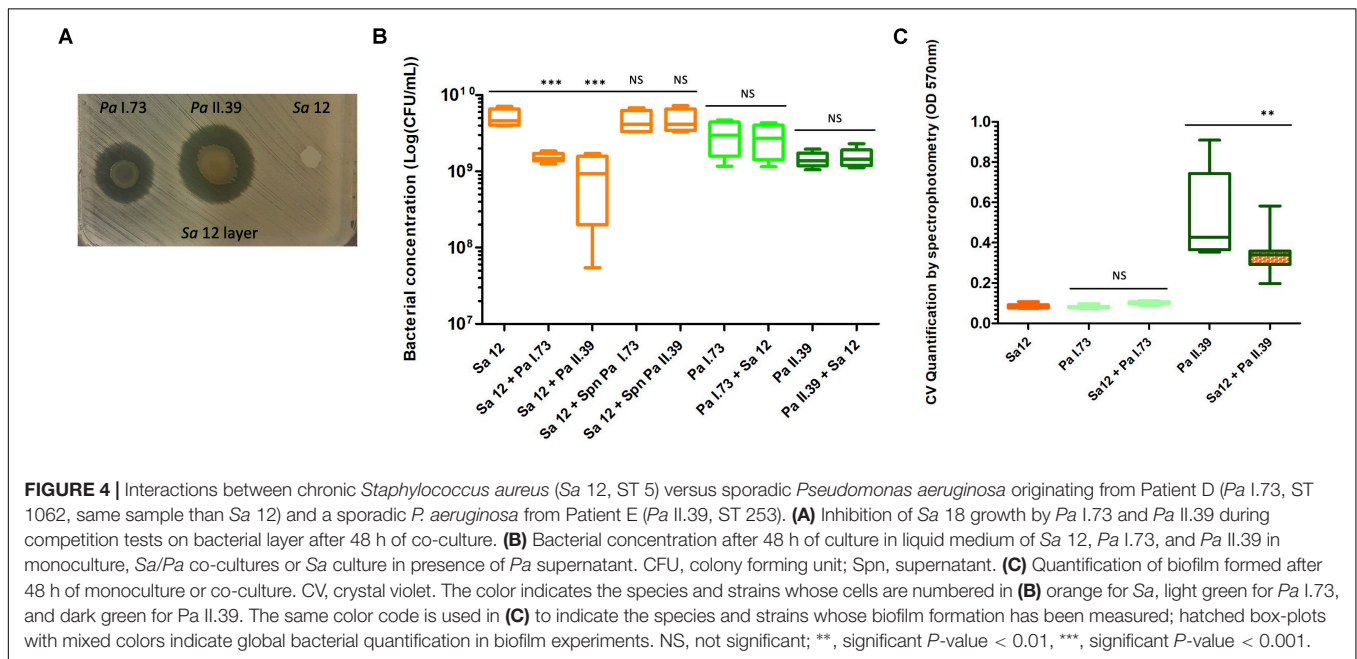 A
Pa I.73 Pa II.39 Sa 12
Sa 12 layer
B
Bacterial concentration (Log(CFU/mL))
10^10
10^9
10^8
10^7
*** *** NS NS NS NS
Sa 12
Sa 12 + Pa I.73
Sa 12 + Pa II.39
Sa 12 + Spn Pa I.73
Sa 12 + Spn Pa II.39
Pa I.73
Pa I.73 + Sa 12
Pa II.39
Pa II.39 + Sa 12
C
CV Quantification by spectrophotometry (OD 570nm)
1.0
0.8
0.6
0.4
0.2
0.0
NS
**
Sa12
Pa I.73
Sa12 + Pa I.73
Pa II.39
Sa12 + Pa II.39
FIGURE 4 | Interactions between chronic Staphylococcus aureus (Sa 12, ST 5) versus sporadic Pseudomonas aeruginosa originating from Patient D (Pa I.73, ST
1062, same sample than Sa 12) and a sporadic P. aeruginosa from Patient E (Pa II.39, ST 253). (A) Inhibition of Sa 18 growth by Pa I.73 and Pa II.39 during
competition tests on bacterial layer after 48 h of co-culture. (B) Bacterial concentration after 48 h of culture in liquid medium of Sa 12, Pa I.73, and Pa II.39 in
monoculture, Sa/Pa co-cultures or Sa culture in presence of Pa supernatant. CFU, colony forming unit; Spn, supernatant. (C) Quantification of biofilm formed after
48 h of monoculture or co-culture. CV, crystal violet. The color indicates the species and strains whose cells are numbered in (B) orange for Sa, light green for Pa I.73,
and dark green for Pa II.39. The same color code is used in (C) to indicate the species and strains whose biofilm formation has been measured; hatched box-plots
with mixed colors indicate global bacterial quantification in biofilm experiments. NS, not significant; **, significant P-value < 0.01, ***, significant P-value < 0.001.